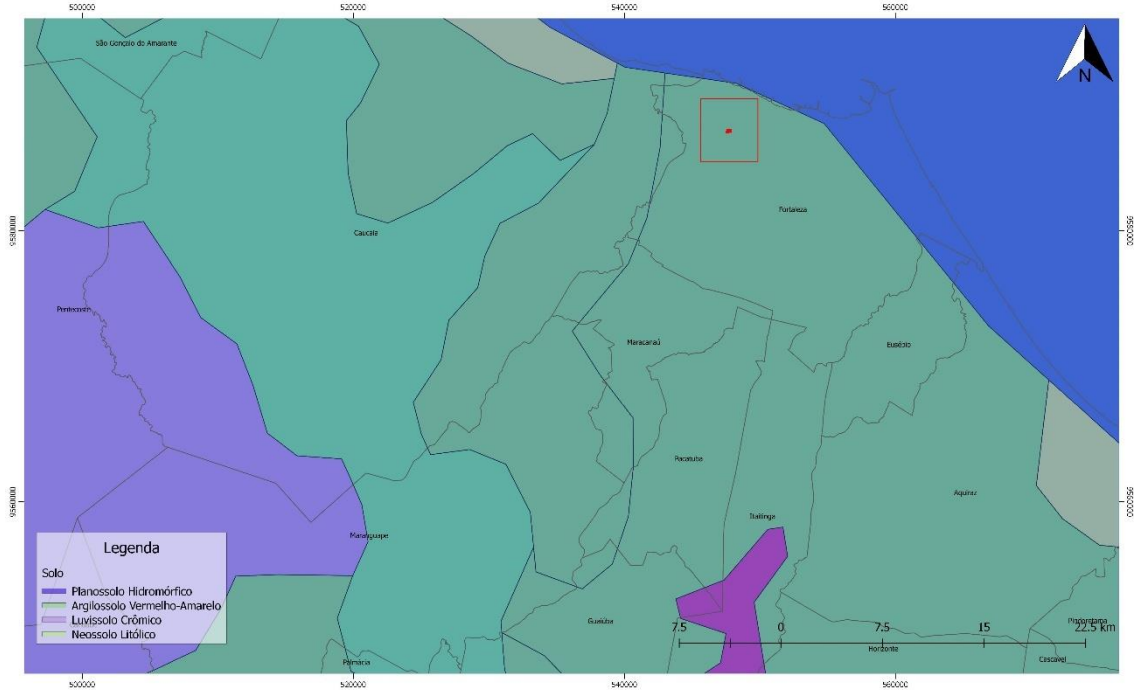 500000 520000 540000 560000
São Gonçalo do Amarante
N
Fortaleza
9580000
Caucaia
Pentecoste
Maracanaú
Eusébio
Pacatuba
Aquiraz
9560000
Itaitinga
Maranguape
Legenda
Solo
Planossolo Hidromórfico
Argilossolo Vermelho-Amarelo
Luvissolo Crômico
Neossolo Litólico
Guaiúba
Pindoretama
7.5 0 7.5 15 22.5 km
Horizonte
Palmácia
Cascavel
500000 520000 540000 560000